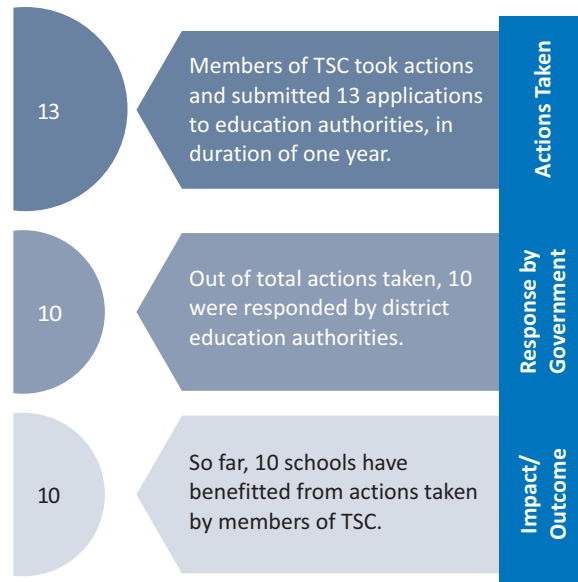 13
Members of TSC took actions
and submitted 13 applications
to education authorities, in
duration of one year.
Actions Taken
10
Out of total actions taken, 10
were responded by district
education authorities.
Response by
Government
10
So far, 10 schools have
benefitted from actions taken
by members of TSC.
Impact/
Outcome